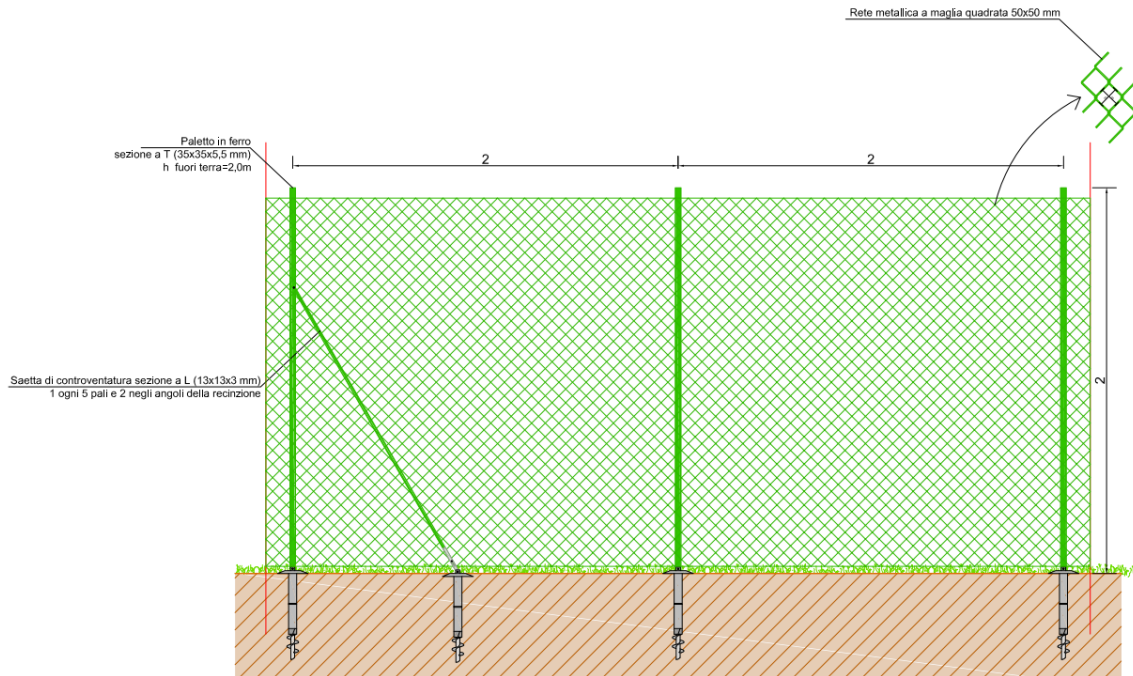 Rete metallica a maglia quadrata 50x50 mm
Paletto in ferro
sezione a T (35x35x5,5 mm)
h fuori terra=2,0m
2
2
2
Saetta di controventatura sezione a L (13x13x3 mm)
1 ogni 5 pali e 2 negli angoli della recinzione